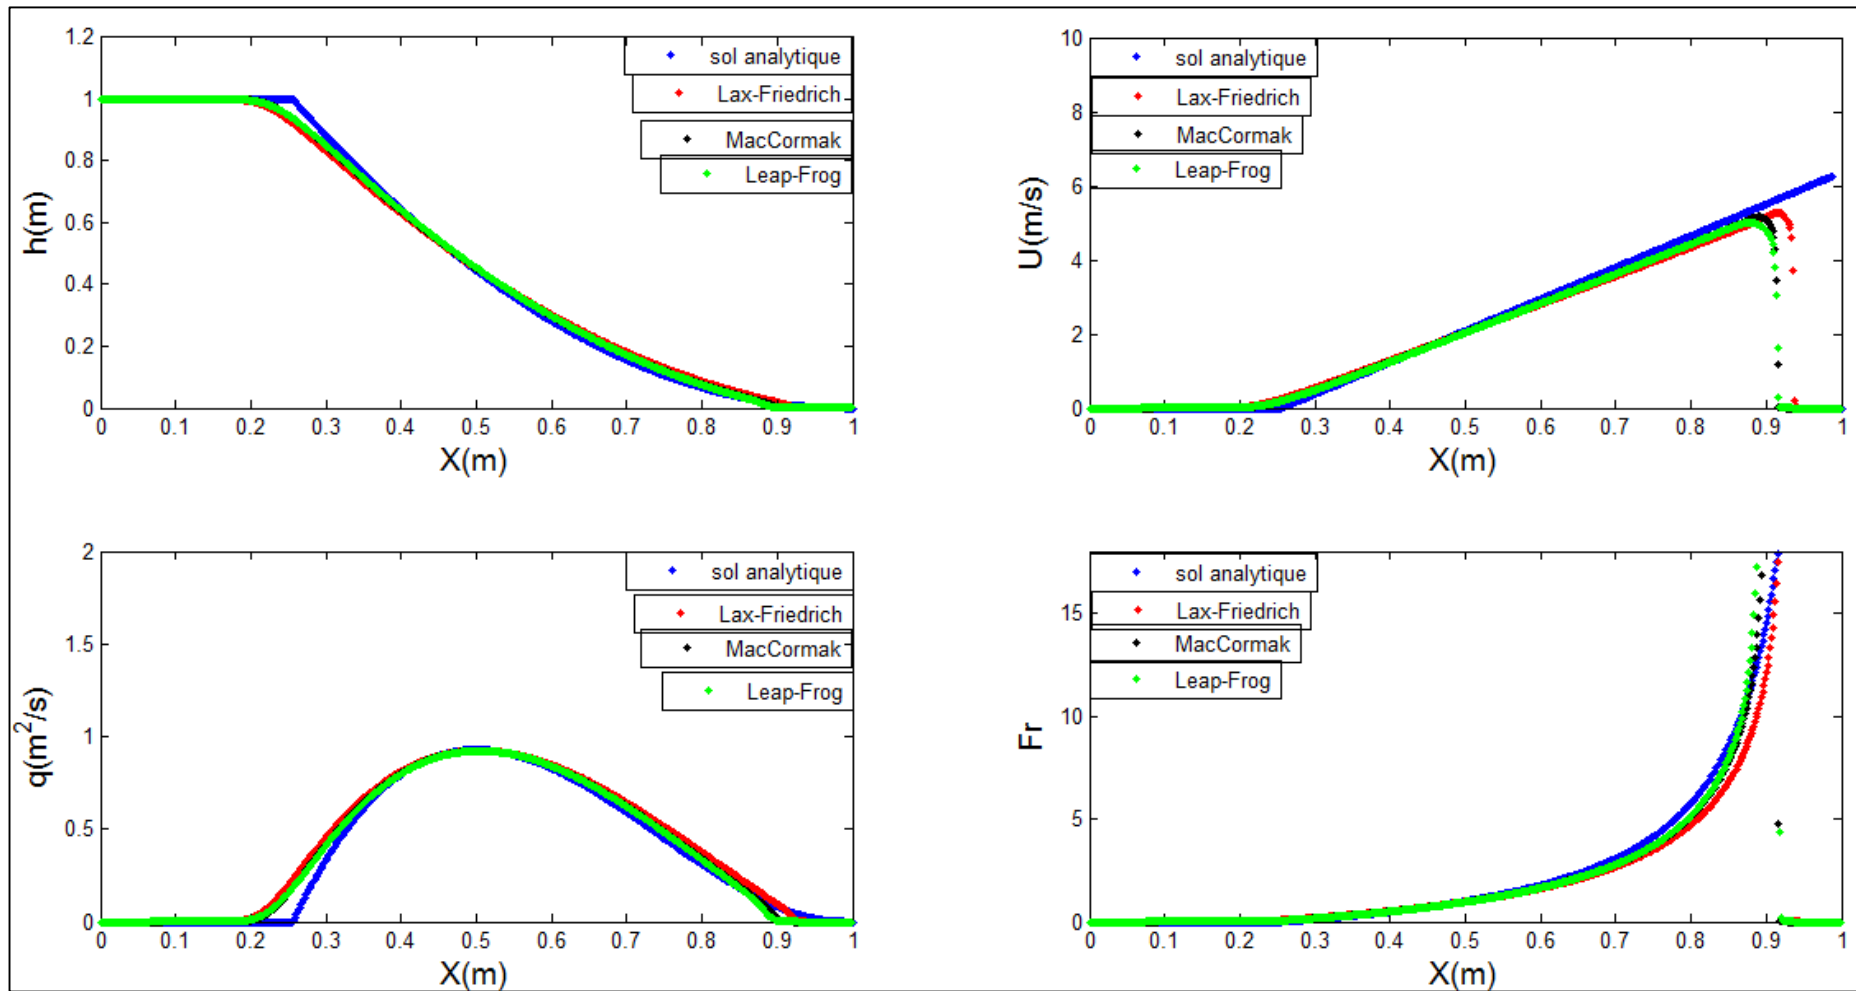 1.2
1
0.8
0.6
0.4
0.2
0
h(m)
sol analytique
Lax-Friedrich
MacCormak
Leap-Frog
0 0.1 0.2 0.3 0.4 0.5 0.6 0.7 0.8 0.9 1
X(m)
10
8
6
4
2
0
U(m/s)
sol analytique
Lax-Friedrich
MacCormak
Leap-Frog
0 0.1 0.2 0.3 0.4 0.5 0.6 0.7 0.8 0.9 1
X(m)
2
1.5
1
0.5
0
q(m²/s)
sol analytique
Lax-Friedrich
MacCormak
Leap-Frog
0 0.1 0.2 0.3 0.4 0.5 0.6 0.7 0.8 0.9 1
X(m)
15
10
5
0
Fr
sol analytique
Lax-Friedrich
MacCormak
Leap-Frog
0 0.1 0.2 0.3 0.4 0.5 0.6 0.7 0.8 0.9 1
X(m)